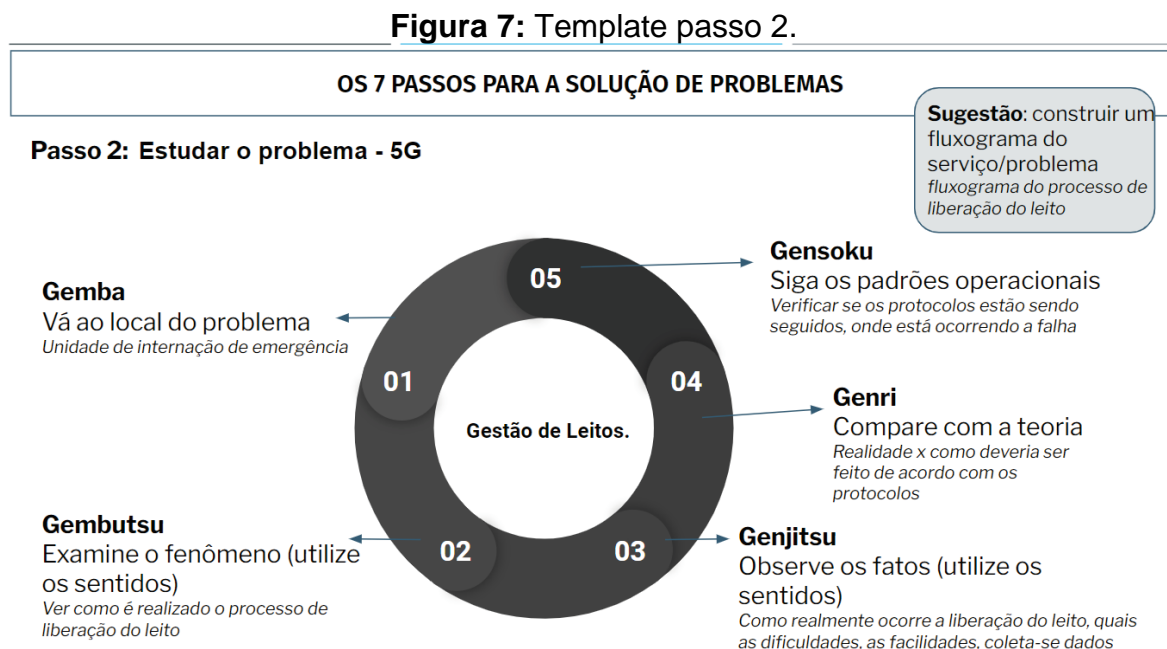 Figura 7: Template passo 2.
OS 7 PASSOS PARA A SOLUÇÃO DE PROBLEMAS
Sugestão: construir um
fluxograma do
serviço/problema
fluxograma do processo de
liberação do leito
Passo 2: Estudar o problema - 5G
Gemba
Vá ao local do problema
Unidade de internação de emergência
01
Gembutsu
Examine o fenômeno (utilize
os sentidos)
Ver como é realizado o processo de
liberação do leito
02
Gestão de Leitos.
03
Genjitsu
Observe os fatos (utilize os
sentidos)
Como realmente ocorre a liberação do leito, quais
as dificuldades, as facilidades, coleta-se dados
04
Genri
Compare com a teoria
Realidade x como deveria ser
feito de acordo com os
protocolos
05
Gensoku
Siga os padrões operacionais
Verificar se os protocolos estão sendo
seguidos, onde está ocorrendo a falha